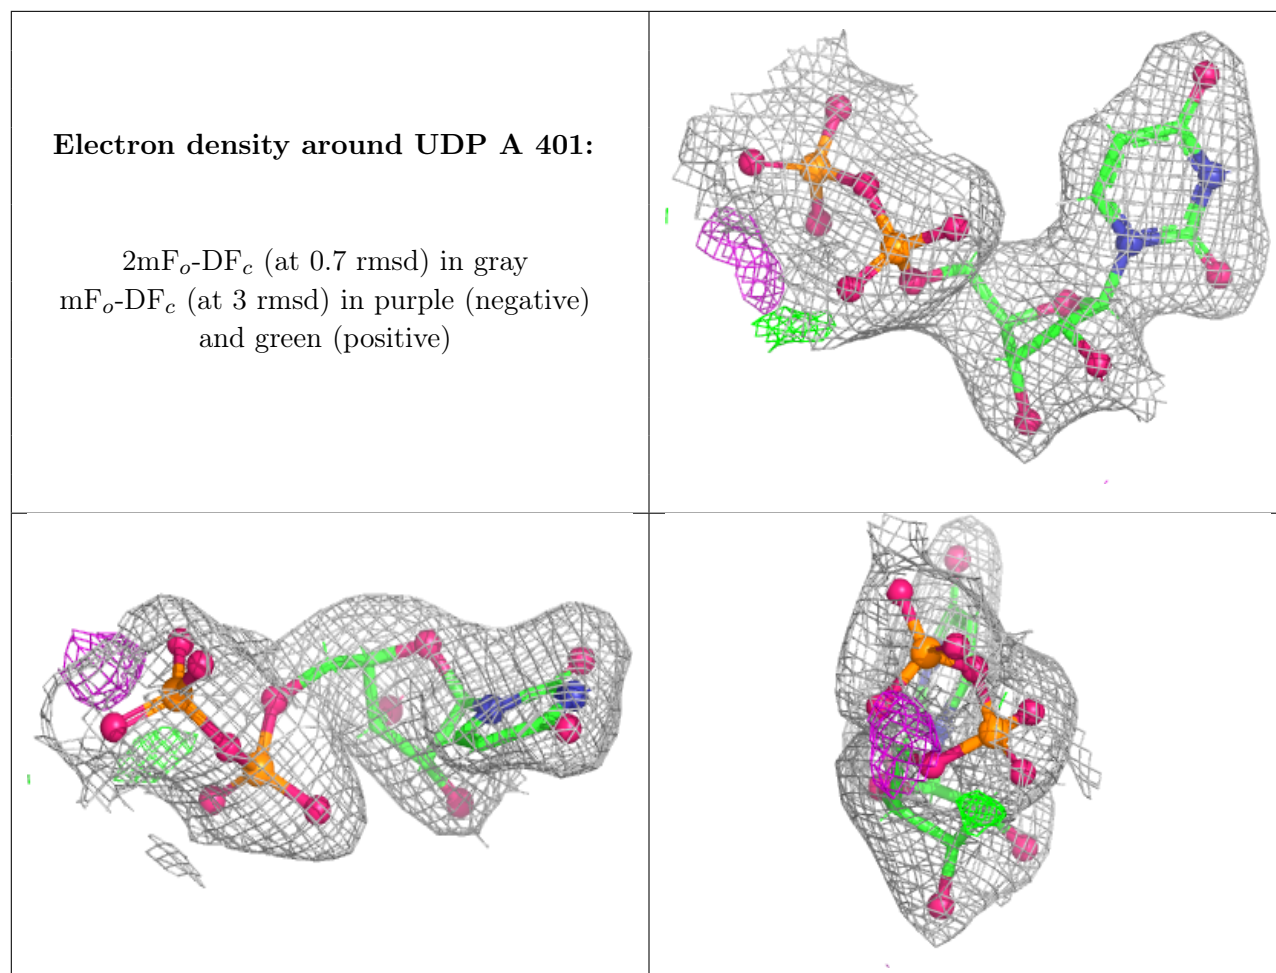 Electron density around UDP A 401:
2mFₒ-DF𝒸 (at 0.7 rmsd) in gray
mFₒ-DF𝒸 (at 3 rmsd) in purple (negative)
and green (positive)